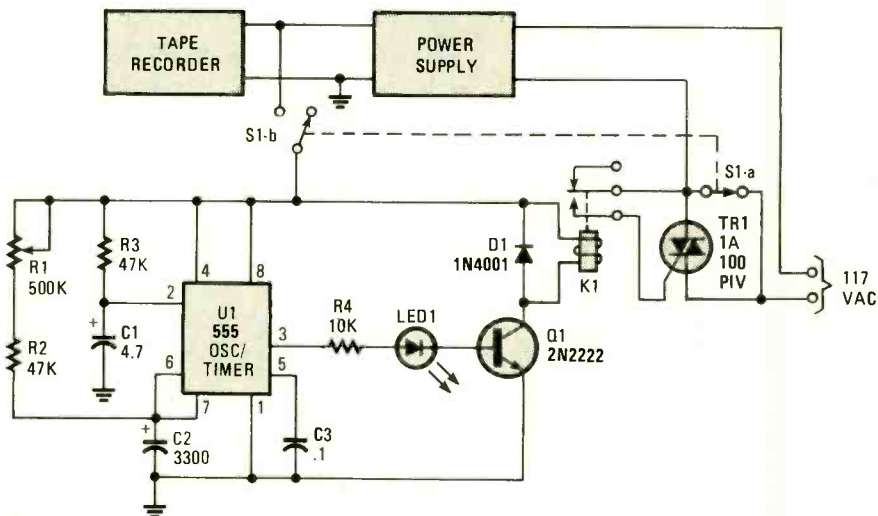 TAPE
RECORDER
POWER
SUPPLY
S1-b
S1-a
R1
500K
R3
47K
4
8
D1
1N4001
K1
TR1
1A
100
PIV
117
VAC
2
U1
555
OSC/
TIMER
3
R4
10K
LED1
Q1
2N2222
+
C1
4.7
R2
47K
6
5
7
1
+
C2
3300
C3
.1